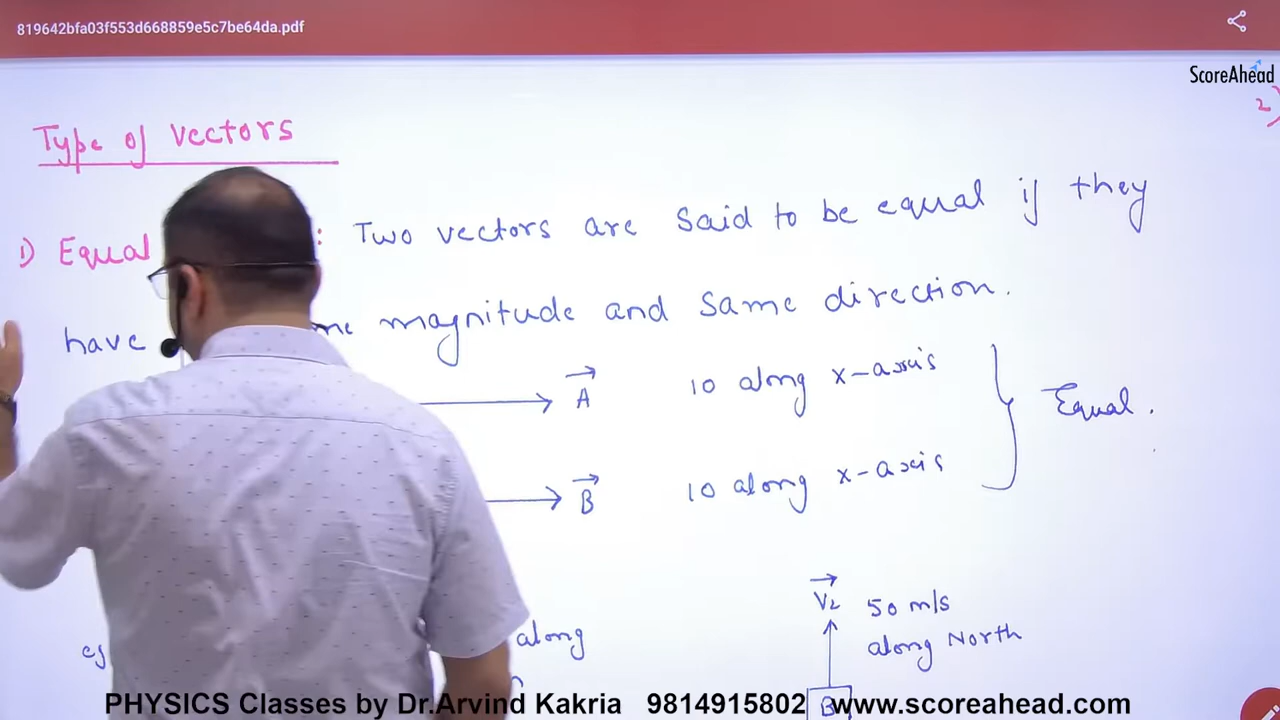 819642bfa03f553d668859e5c7be64da.pdf
ScoreAhead
2)
Type of vectors
1) Equal : Two vectors are said to be equal if they
have magnitude and same direction.
A 10 along x-axis
Equal.
B 10 along x-axis
V2 50 m/s
eg along
along North
B
PHYSICS Classes by Dr.Arvind Kakria 9814915802 www.scoreahead.com